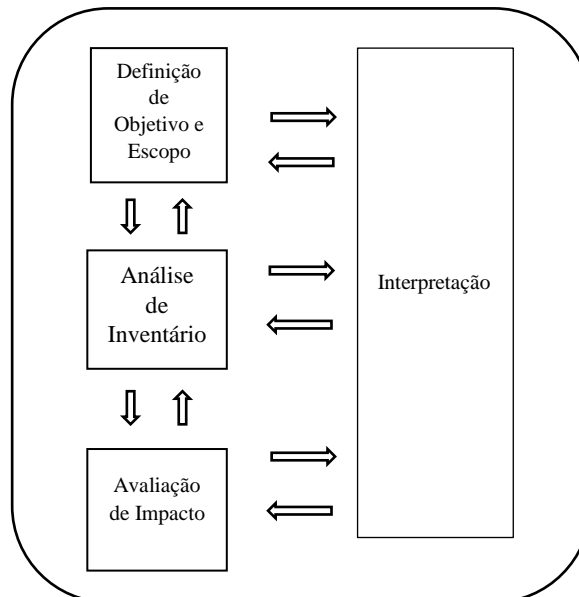 Definição
de
Objetivo e
Escopo
Análise
de
Inventário
Interpretação
Avaliação
de Impacto